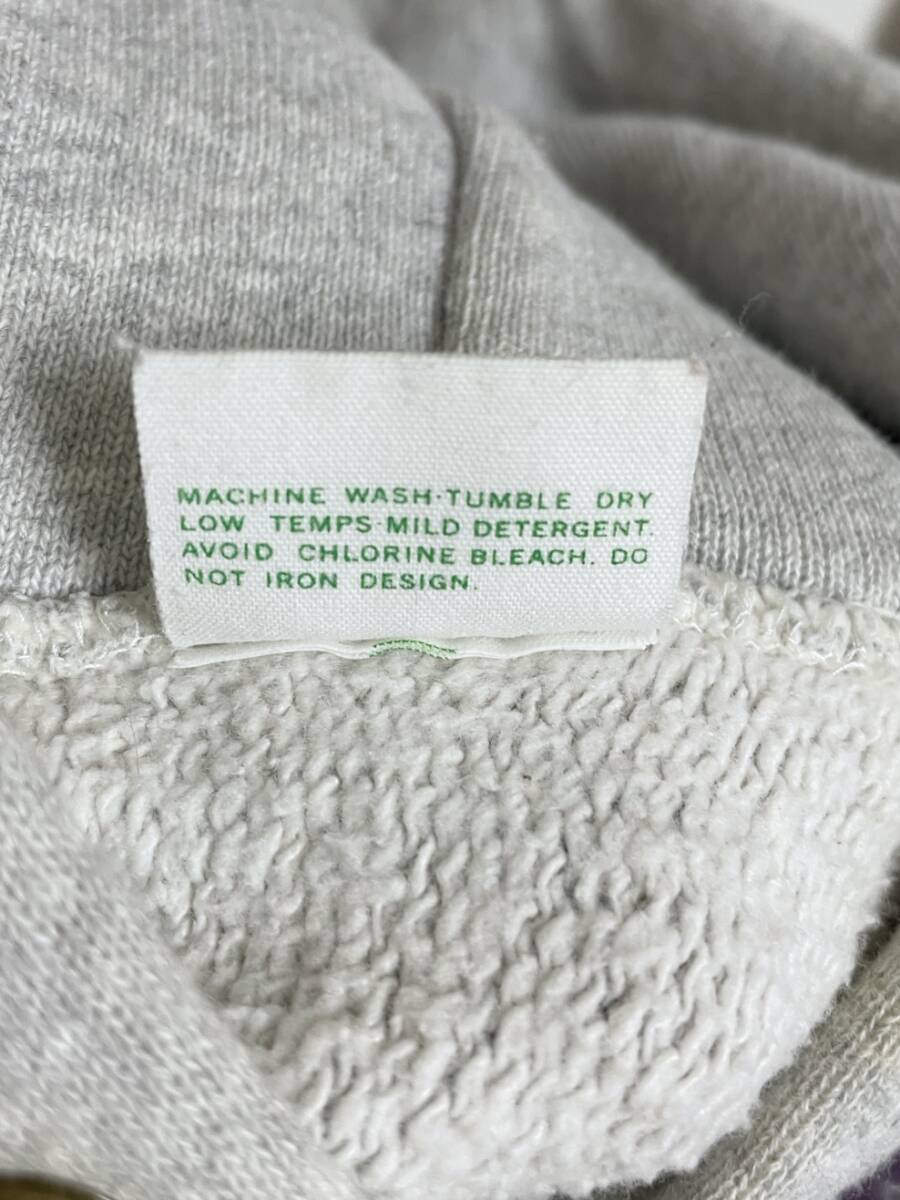 MACHINE WASH·TUMBLE DRY
LOW TEMPS·MILD DETERGENT.
AVOID CHLORINE BLEACH. DO
NOT IRON DESIGN.